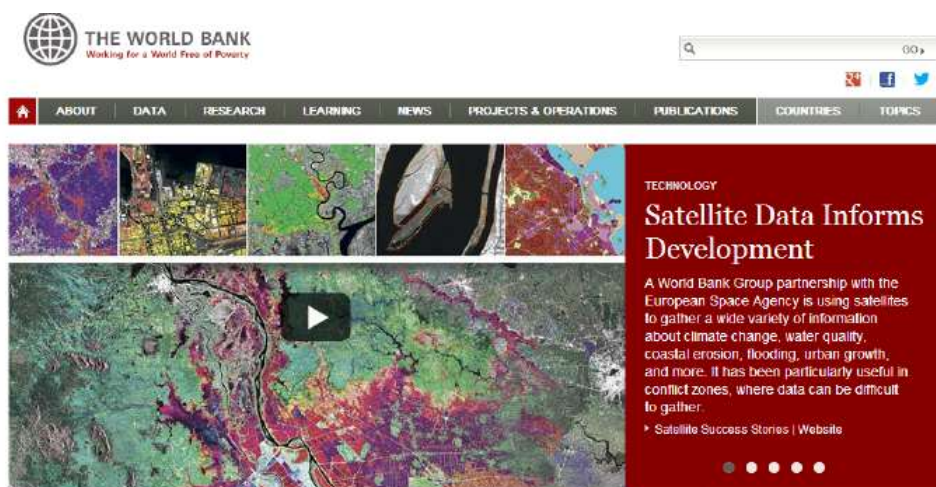 THE WORLD BANK
Working for a World Free of Poverty
GO
ABOUT
DATA
RESEARCH
LEARNING
NEWS
PROJECTS & OPERATIONS
PUBLICATIONS
COUNTRIES
TOPICS
TECHNOLOGY
Satellite Data Informs
Development
A World Bank Group partnership with the
European Space Agency is using satellites
to gather a wide variety of information
about climate change, water quality,
coastal erosion, flooding, urban growth,
and more. It has been particularly useful in
conflict zones, where data can be difficult
to gather.
Satellite Success Stories | Website